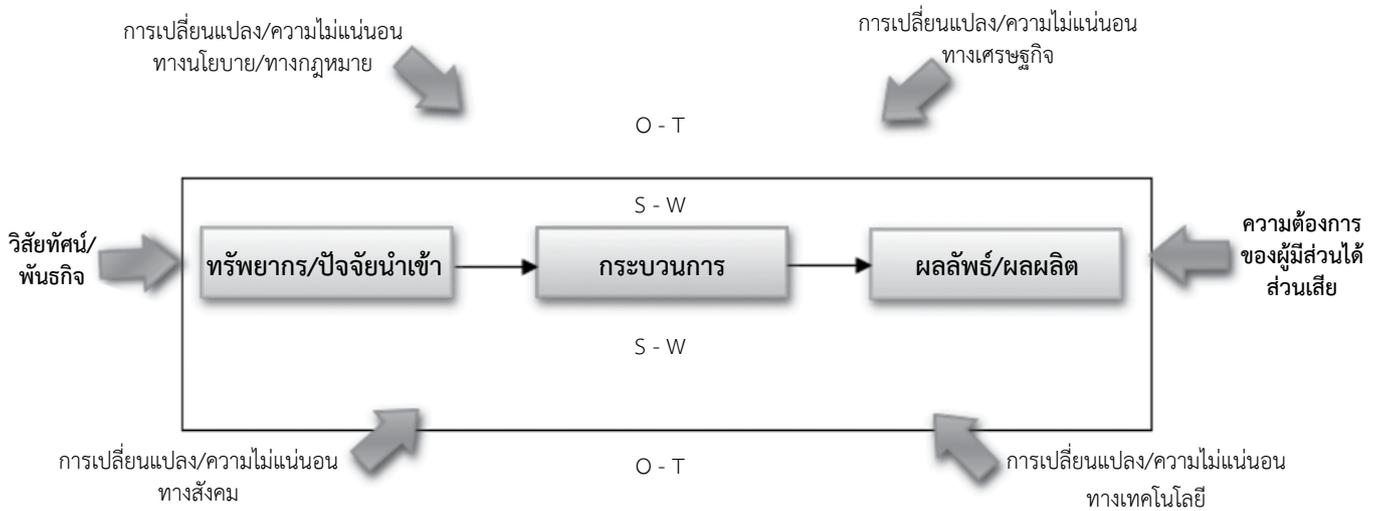 การเปลี่ยนแปลง/ความไม่แน่นอน
ทางนโยบาย/ทางกฎหมาย
การเปลี่ยนแปลง/ความไม่แน่นอน
ทางเศรษฐกิจ
O - T
S - W
วิสัยทัศน์/
พันธกิจ
ทรัพยากร/ปัจจัยนำเข้า
กระบวนการ
ผลลัพธ์/ผลผลิต
ความต้องการ
ของผู้มีส่วนได้
ส่วนเสีย
S - W
การเปลี่ยนแปลง/ความไม่แน่นอน
ทางสังคม
O - T
การเปลี่ยนแปลง/ความไม่แน่นอน
ทางเทคโนโลยี